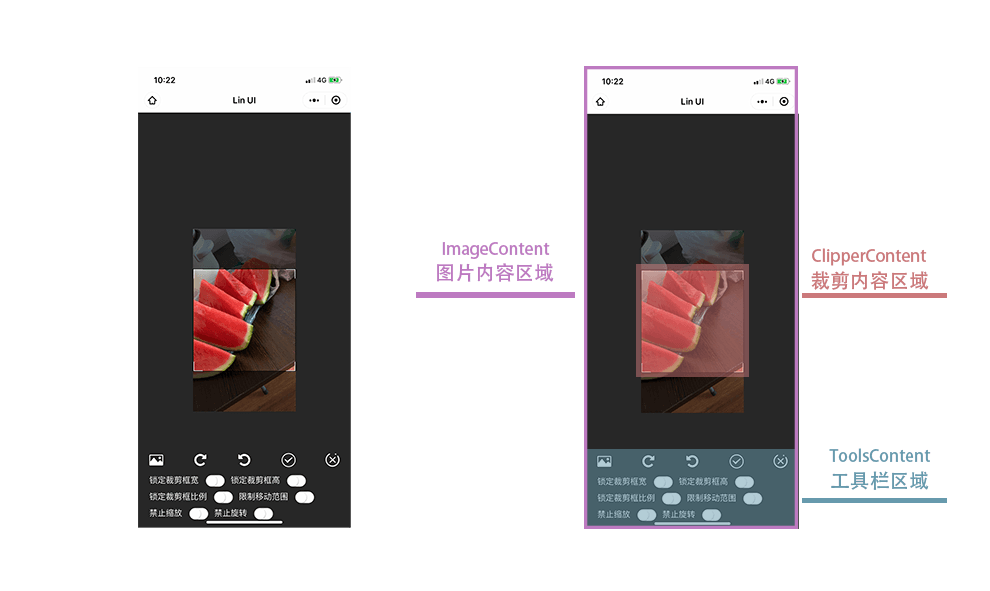 10:22
4G
Lin UI
锁定裁剪框宽 锁定裁剪框高
锁定裁剪框比例 限制移动范围
禁止缩放 禁止旋转
ImageContent
图片内容区域
10:22
4G
Lin UI
锁定裁剪框宽 锁定裁剪框高
锁定裁剪框比例 限制移动范围
禁止缩放 禁止旋转
ClipperContent
裁剪内容区域
ToolsContent
工具栏区域